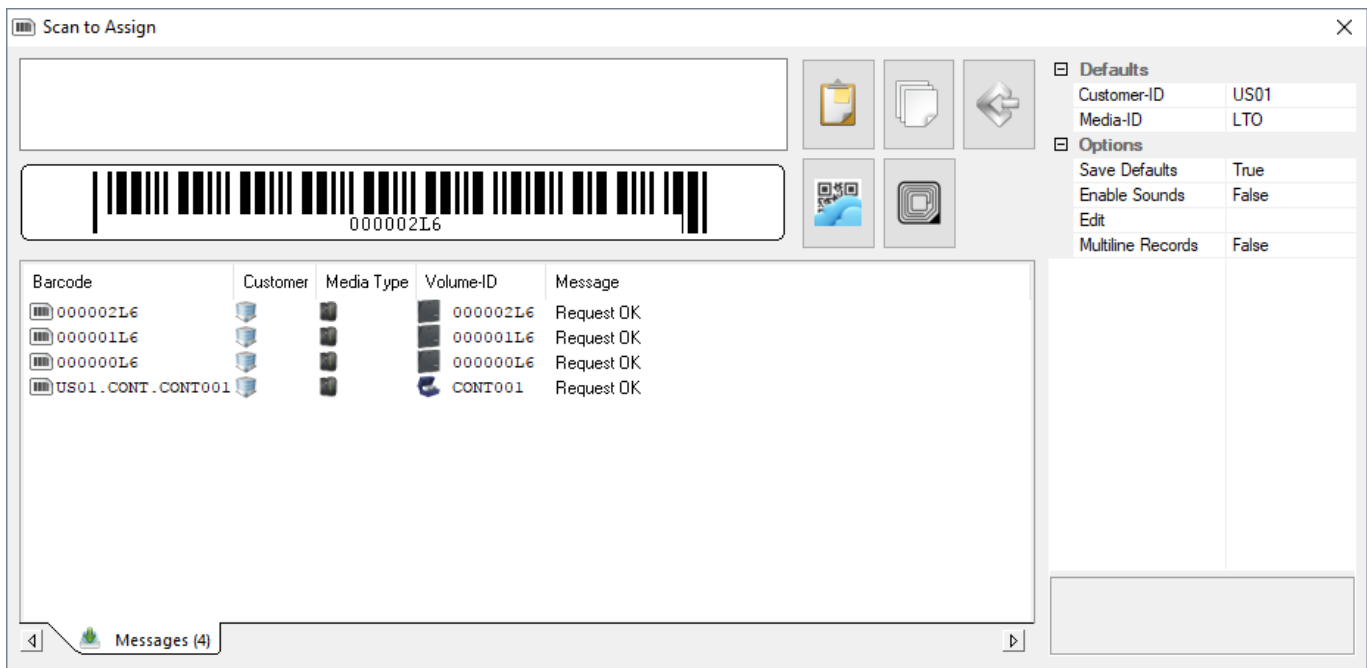 Scan to Assign
000002L6
Barcode Customer Media Type Volume-ID Message
000002L6 000002L6 Request OK
000001L6 000001L6 Request OK
000000L6 000000L6 Request OK
US01.CONT.CONT001 CONT001 Request OK
Messages (4)
Defaults
Customer-ID US01
Media-ID LTO
Options
Save Defaults True
Enable Sounds False
Edit
Multiline Records False